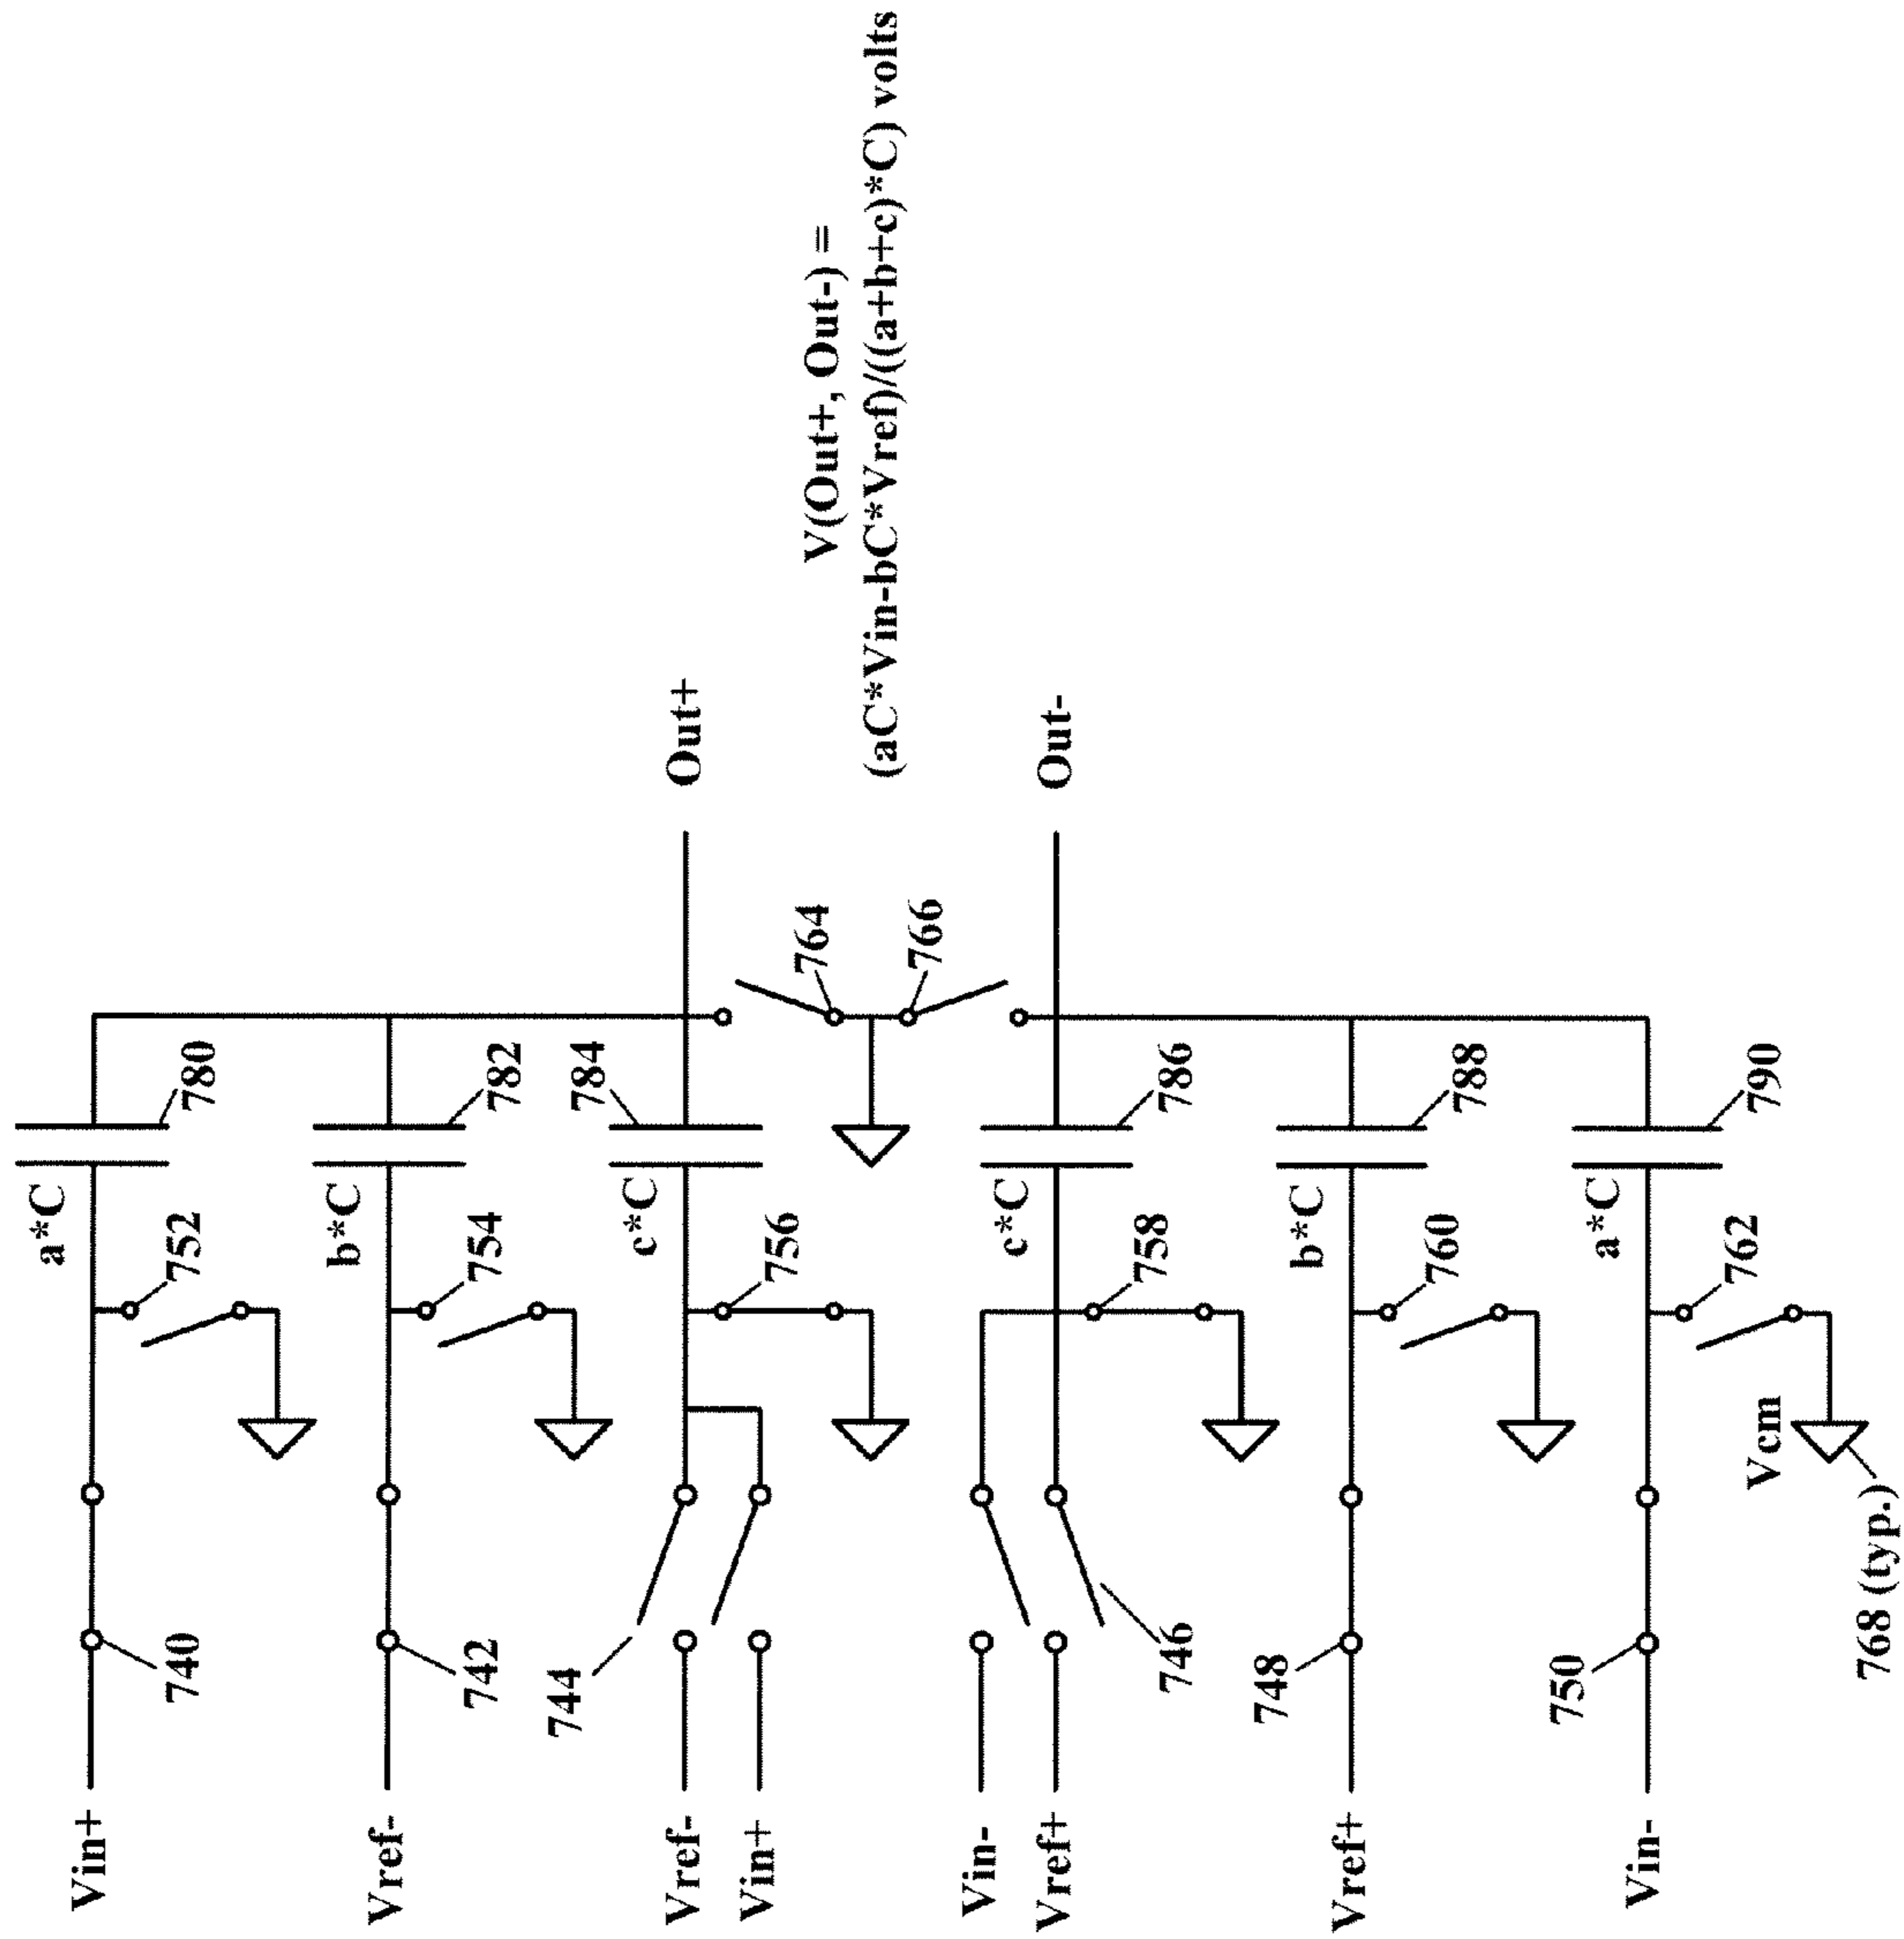 Vin+
740
752
a*C
780
Vref-
742
754
b*C
782
Vref-
Vin+
744
756
c*C
784
Out+
764
766
V(Out+, Out-) =
(aC*Vin-bC*Vref)/((a+b+c)*C) volts
Vin-
Vref+
746
758
c*C
786
Out-
Vref+
748
760
b*C
788
Vin-
750
762
a*C
790
Vcm
768 (typ.)